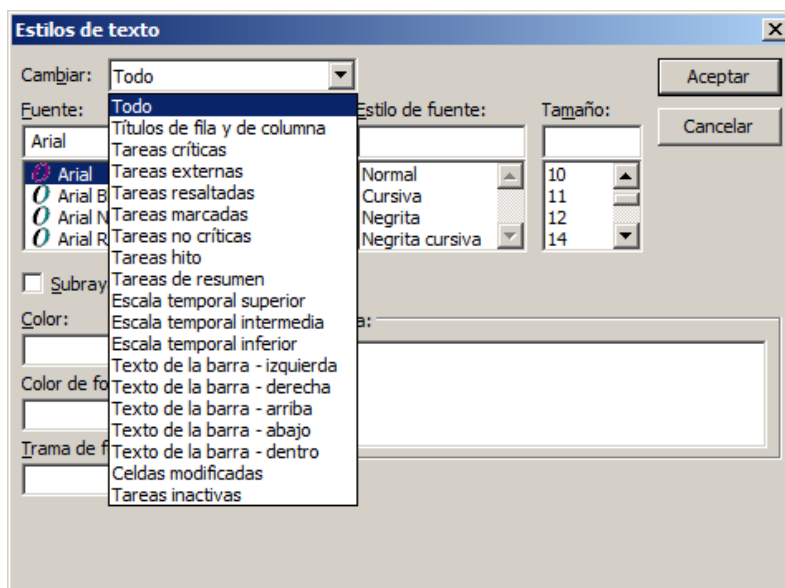 Estilos de texto
Cambiar: Todo
Aceptar
Cancelar
Fuente:
Estilo de fuente:
Tamaño:
Arial
Arial
Arial B
Arial N
Arial R
Normal
Cursiva
Negrita
Negrita cursiva
10
11
12
14
Todo
Títulos de fila y de columna
Tareas críticas
Tareas externas
Tareas resaltadas
Tareas marcadas
Tareas no críticas
Tareas hito
Tareas de resumen
Escala temporal superior
Escala temporal intermedia
Escala temporal inferior
Texto de la barra - izquierda
Texto de la barra - derecha
Texto de la barra - arriba
Texto de la barra - abajo
Texto de la barra - dentro
Celdas modificadas
Tareas inactivas
Subray
Color:
a:
Color de fo
Trama de f